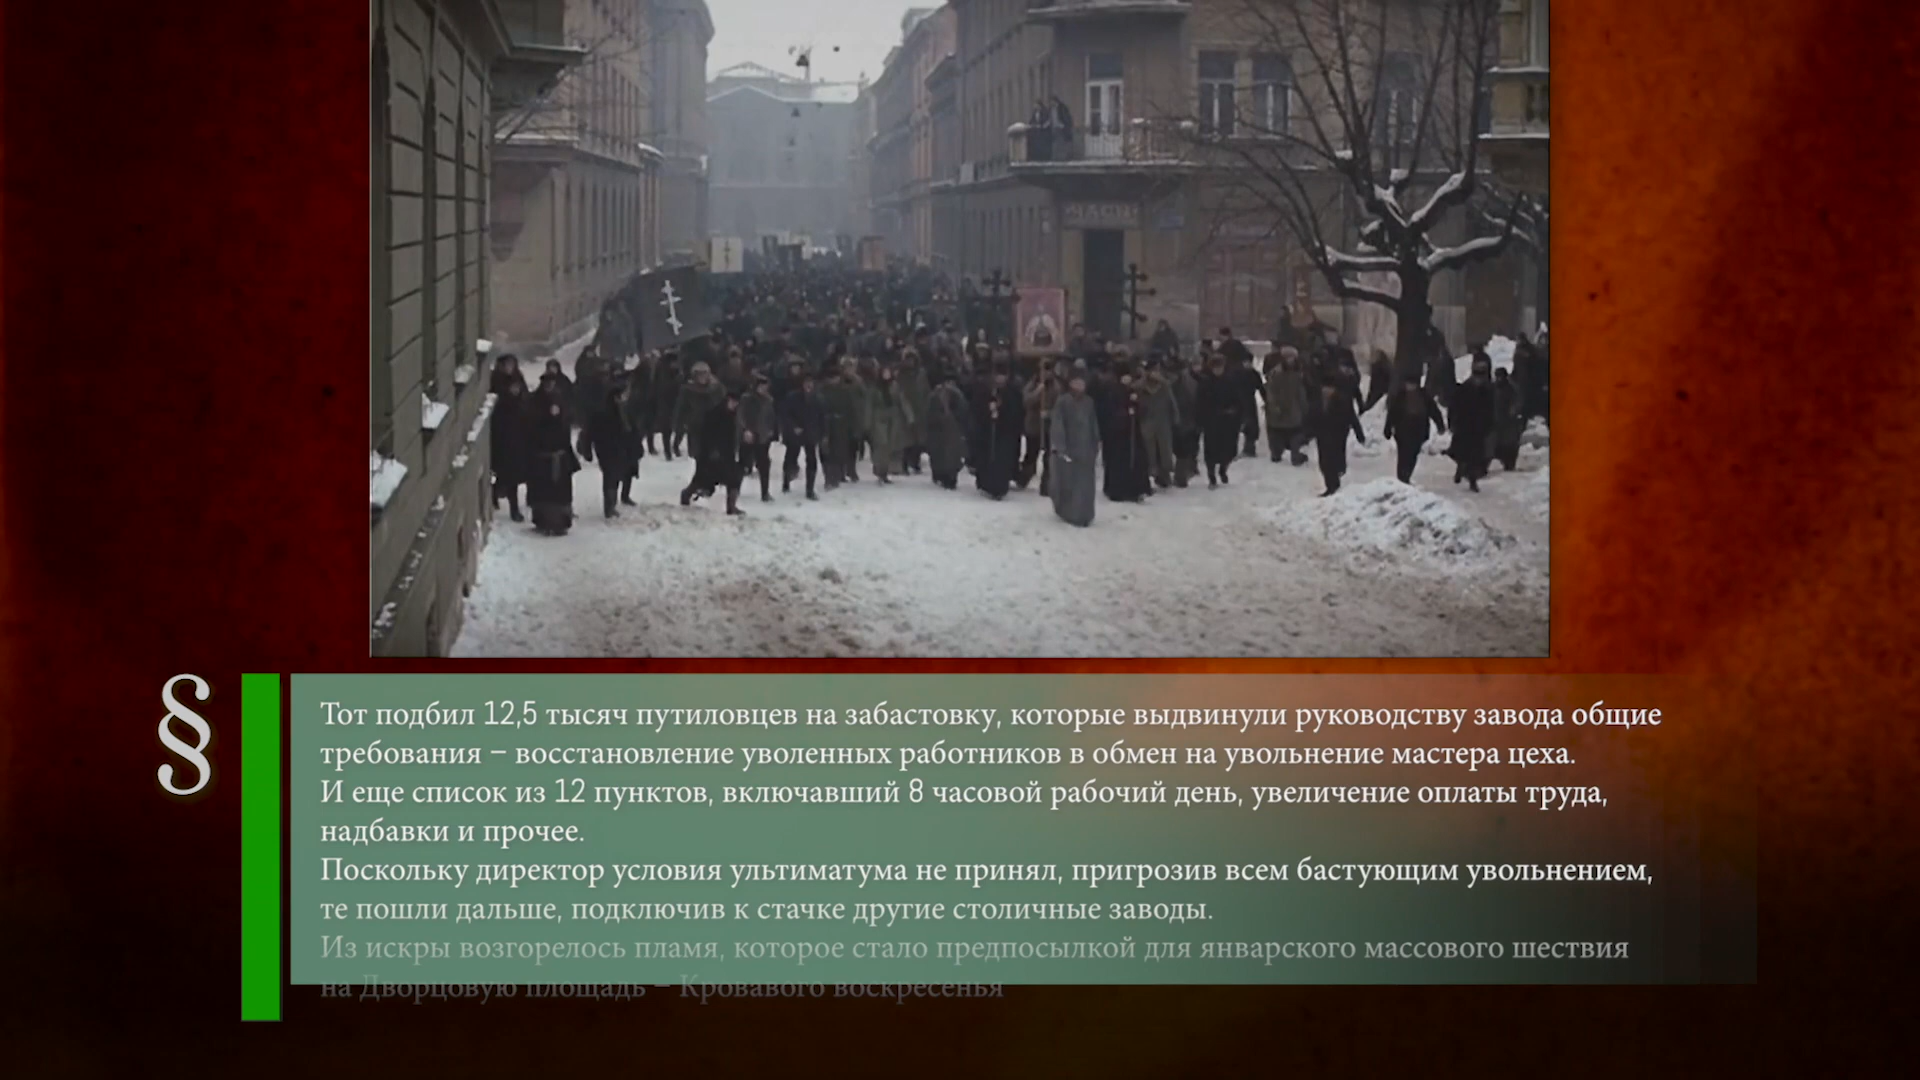 §
Тот подбил 12,5 тысяч путиловцев на забастовку, которые выдвинули руководству завода общие
требования – восстановление уволенных работников в обмен на увольнение мастера цеха.
И еще список из 12 пунктов, включавший 8 часовой рабочий день, увеличение оплаты труда,
надбавки и прочее.
Поскольку директор условия ультиматума не принял, пригрозив всем бастующим увольнением,
те пошли дальше, подключив к стачке другие столичные заводы.
Из искры возгорелось пламя, которое стало предпосылкой для январского массового шествия
на Дворцовую площадь – Кровавого воскресенья